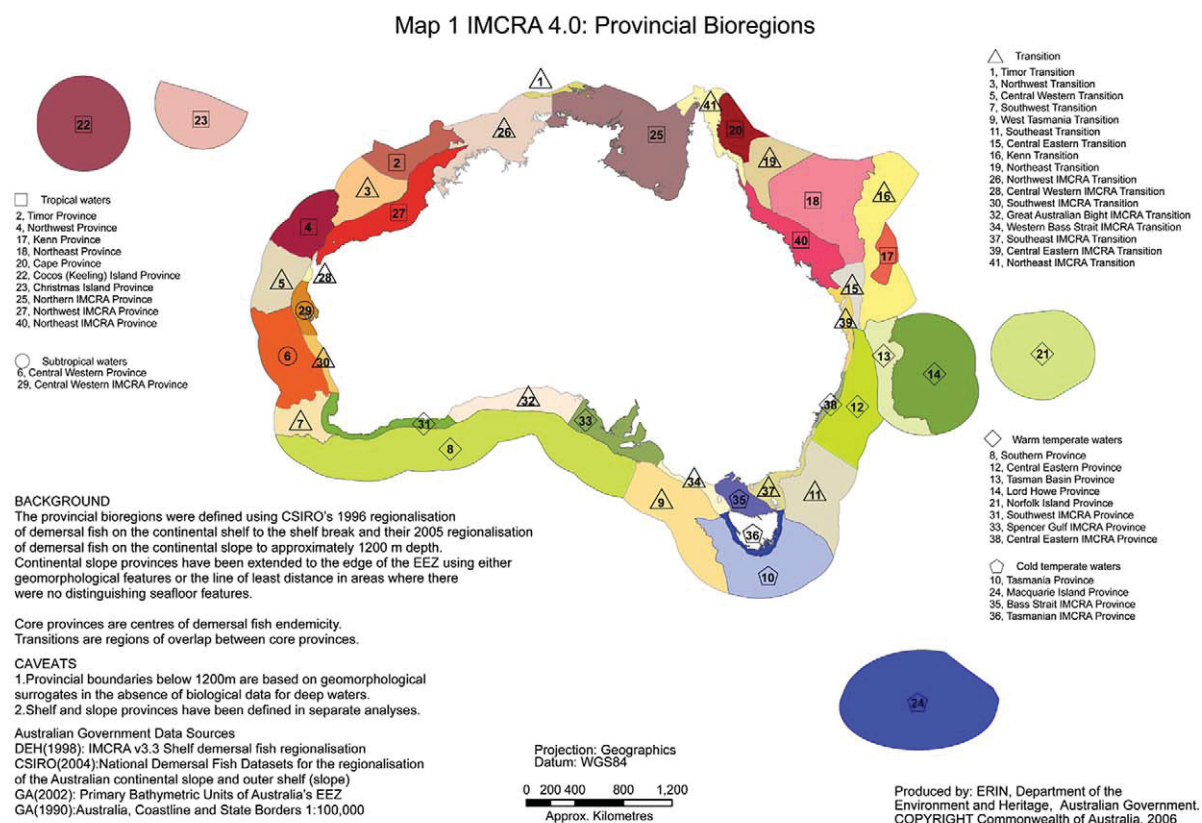 Map 1 IMCRA 4.0: Provincial Bioregions
Transition
1, Timor Transition
3, Northwest Transition
5, Central Western Transition
7, Southwest Transition
9, West Tasmania Transition
11, Southeast Transition
15, Central Eastern Transition
16, Kenn Transition
19, Northeast Transition
26, Northwest IMCRA Transition
28, Central Western IMCRA Transition
30, Southwest IMCRA Transition
32, Great Australian Bight IMCRA Transition
34, Western Bass Strait IMCRA Transition
37, Southeast IMCRA Transition
39, Central Eastern IMCRA Transition
41, Northeast IMCRA Transition
Tropical waters
2, Timor Province
4, Northwest Province
17, Kenn Province
18, Northeast Province
20, Cape Province
22, Cocos (Keeling) Island Province
23, Christmas Island Province
25, Northern IMCRA Province
27, Northwest IMCRA Province
40, Northeast IMCRA Province
Subtropical waters
6, Central Western Province
29, Central Western IMCRA Province
1
22
23
26
25
41
20
2
19
3
16
27
18
4
40
17
28
5
15
29
39
6
30
13
21
14
32
38
12
7
31
33
8
34
35
37
9
11
36
10
24
Warm temperate waters
8, Southern Province
12, Central Eastern Province
13, Tasman Basin Province
14, Lord Howe Province
21, Norfolk Island Province
31, Southwest IMCRA Province
33, Spencer Gulf IMCRA Province
38, Central Eastern IMCRA Province
Cold temperate waters
10, Tasmania Province
24, Macquarie Island Province
35, Bass Strait IMCRA Province
36, Tasmanian IMCRA Province
BACKGROUND
The provincial bioregions were defined using CSIRO's 1996 regionalisation
of demersal fish on the continental shelf to the shelf break and their 2005 regionalisation
of demersal fish on the continental slope to approximately 1200 m depth.
Continental slope provinces have been extended to the edge of the EEZ using either
geomorphological features or the line of least distance in areas where there
were no distinguishing seafloor features.
Core provinces are centres of demersal fish endemicity.
Transitions are regions of overlap between core provinces.
CAVEATS
1.Provincial boundaries below 1200m are based on geomorphological
surrogates in the absence of biological data for deep waters.
2.Shelf and slope provinces have been defined in separate analyses.
Australian Government Data Sources
DEH(1998): IMCRA v3.3 Shelf demersal fish regionalisation
CSIRO(2004):National Demersal Fish Datasets for the regionalisation
of the Australian continental slope and outer shelf (slope)
GA(2002): Primary Bathymetric Units of Australia's EEZ
GA(1990):Australia, Coastline and State Borders 1:100,000
Projection: Geographics
Datum: WGS84
0 200 400 800 1,200
Approx. Kilometres
Produced by: ERIN, Department of the
Environment and Heritage, Australian Government.
COPYRIGHT Commonwealth of Australia, 2006